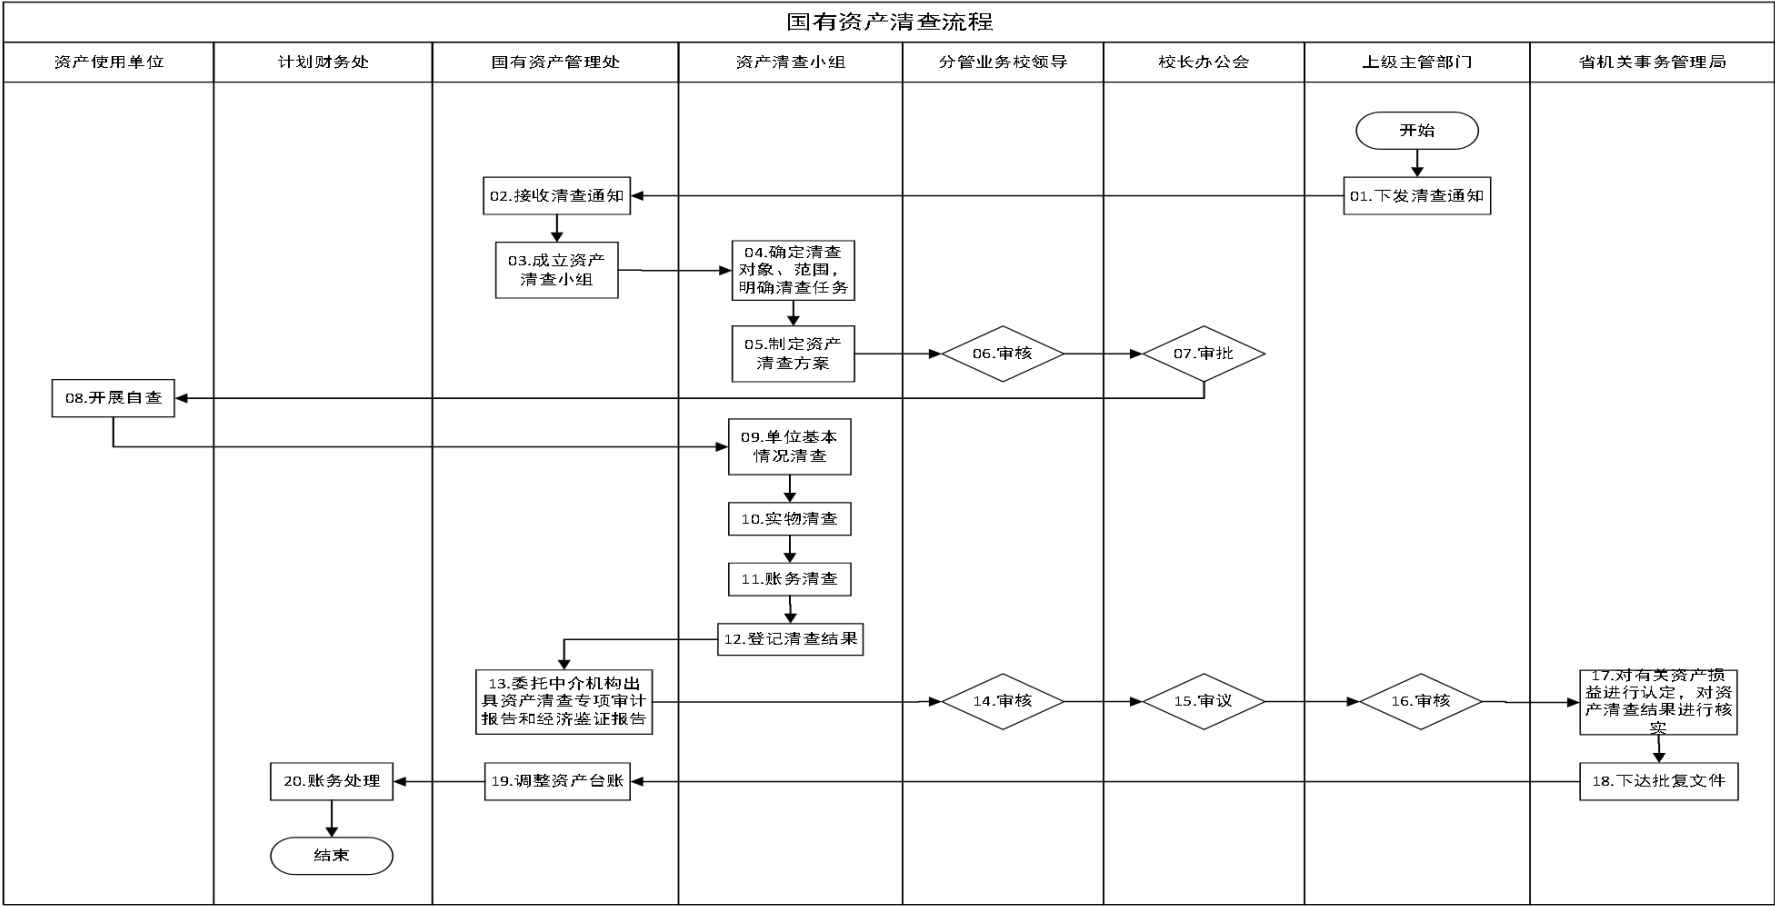 国有资产清查流程
资产使用单位
计划财务处
国有资产管理处
资产清查小组
分管业务校领导
校长办公会
上级主管部门
省机关事务管理局
开始
01.下发清查通知
02.接收清查通知
03.成立资产
清查小组
04.确定清查
对象、范围，
明确清查任务
05.制定资产
清查方案
06.审核
07.审批
08.开展自查
09.单位基本
情况清查
10.实物清查
11.账务清查
12.登记清查结果
13.委托中介机构出
具资产清查专项审计
报告和经济鉴证报告
14.审核
15.审议
16.审核
17.对有关资产损
益进行认定，对资
产清查结果进行核
实
18.下达批复文件
19.调整资产台账
20.账务处理
结束